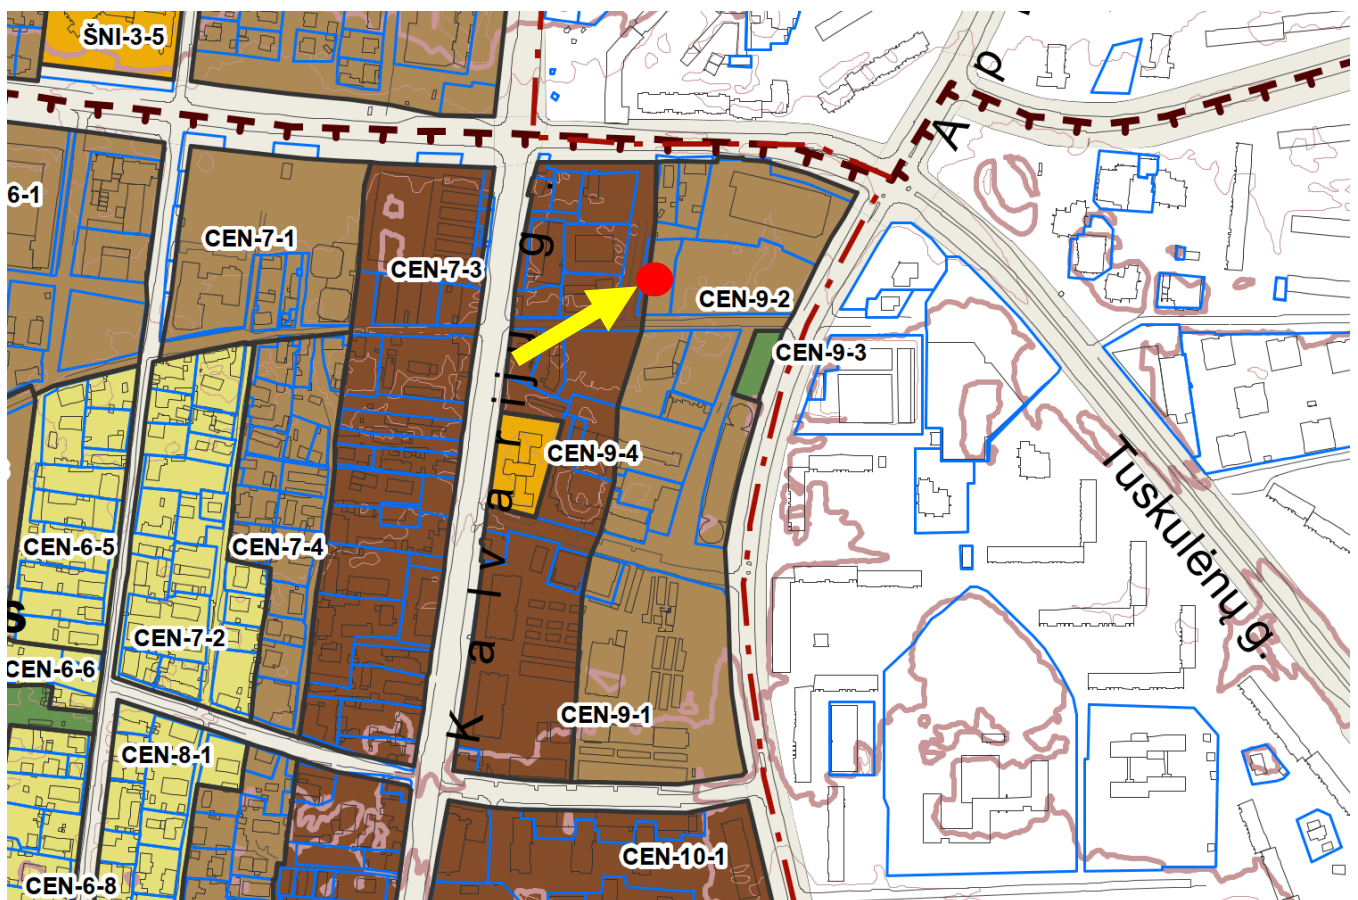 ŠNI-3-5
Ap
6-1
CEN-7-1
CEN-7-3
CEN-9-2
CEN-9-3
CEN-9-4
Kalvarijų g.
Tuskulėnų g.
CEN-6-5
CEN-7-4
s
CEN-7-2
CEN-6-6
CEN-9-1
CEN-8-1
CEN-10-1
CEN-6-8